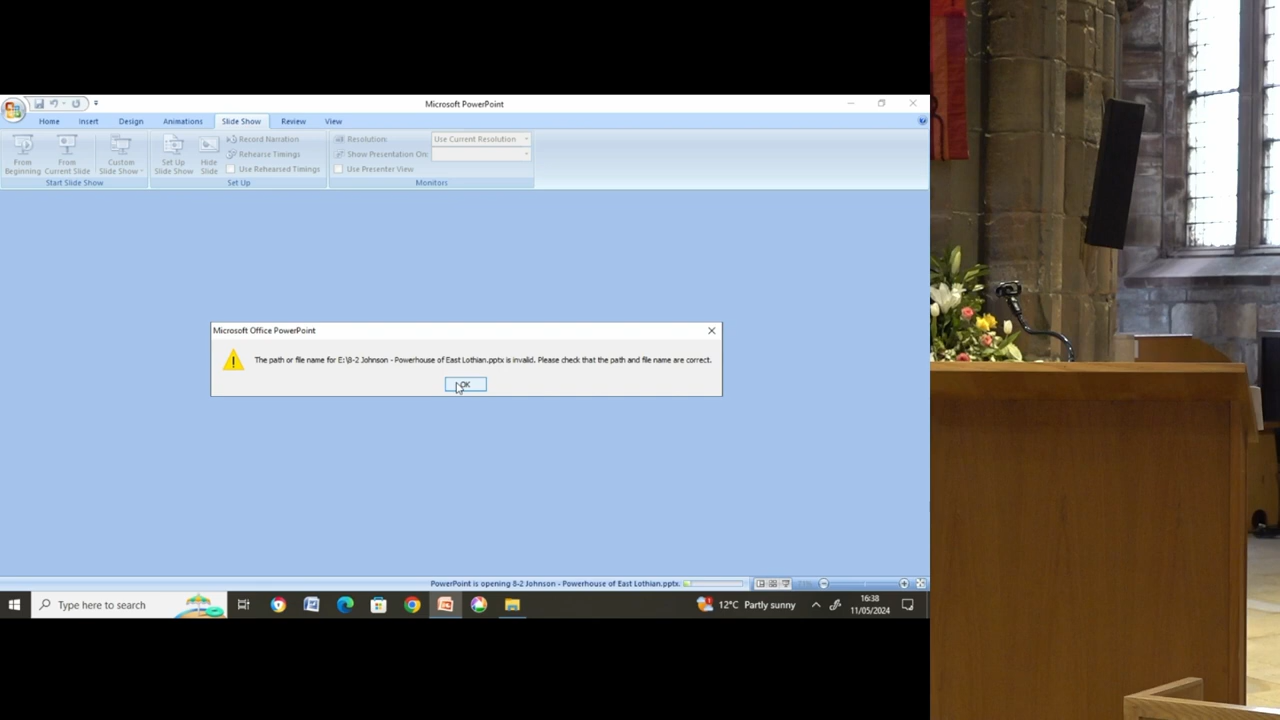 Microsoft PowerPoint
Home Insert Design Animations Slide Show Review View
From Beginning
From Current Slide
Custom Slide Show
Start Slide Show
Set Up Slide Show
Hide Slide
Record Narration
Rehearse Timings
Use Rehearsed Timings
Set Up
Resolution: Use Current Resolution
Show Presentation On:
Use Presenter View
Monitors
Microsoft Office PowerPoint
The path or file name for E:\8-2 Johnson - Powerhouse of East Lothian.pptx is invalid. Please check that the path and file name are correct.
OK
PowerPoint is opening 8-2 Johnson - Powerhouse of East Lothian.pptx.
Type here to search
12°C Partly sunny
16:38
11/05/2024